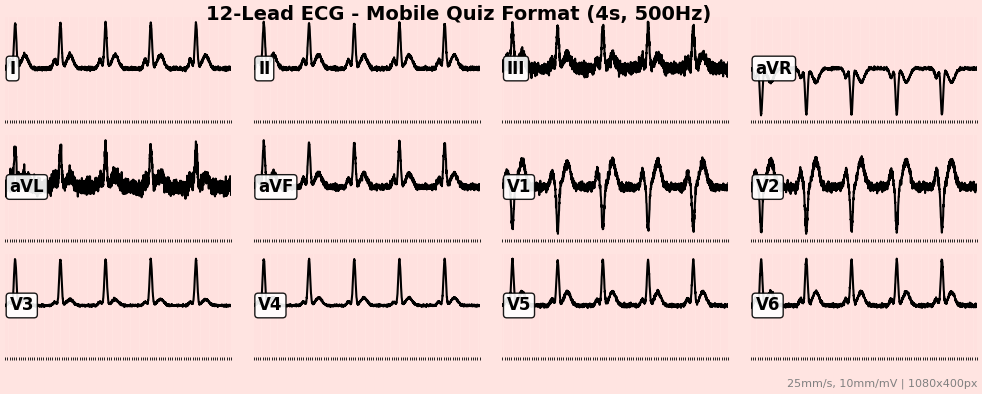 12-Lead ECG - Mobile Quiz Format (4s, 500Hz)
I
II
III
aVR
aVL
aVF
V1
V2
V3
V4
V5
V6
25mm/s, 10mm/mV | 1080x400px